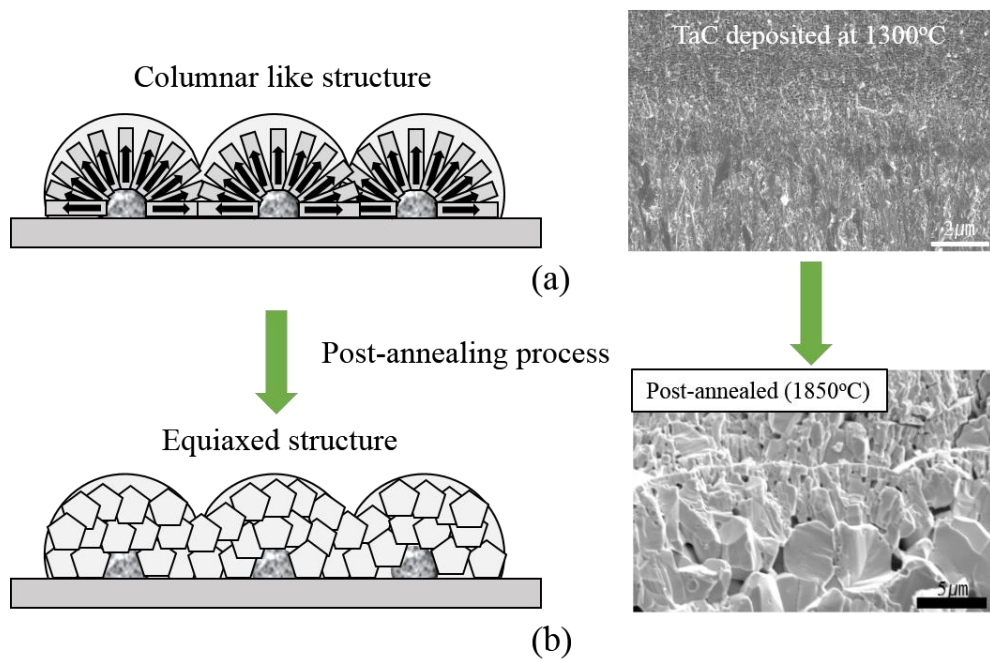 (a)
TaC deposited at 1300°C
Columnar like structure
2μm
(a)
Post-annealing process
Post-annealed (1850°C)
Equiaxed structure
5μm
(b)